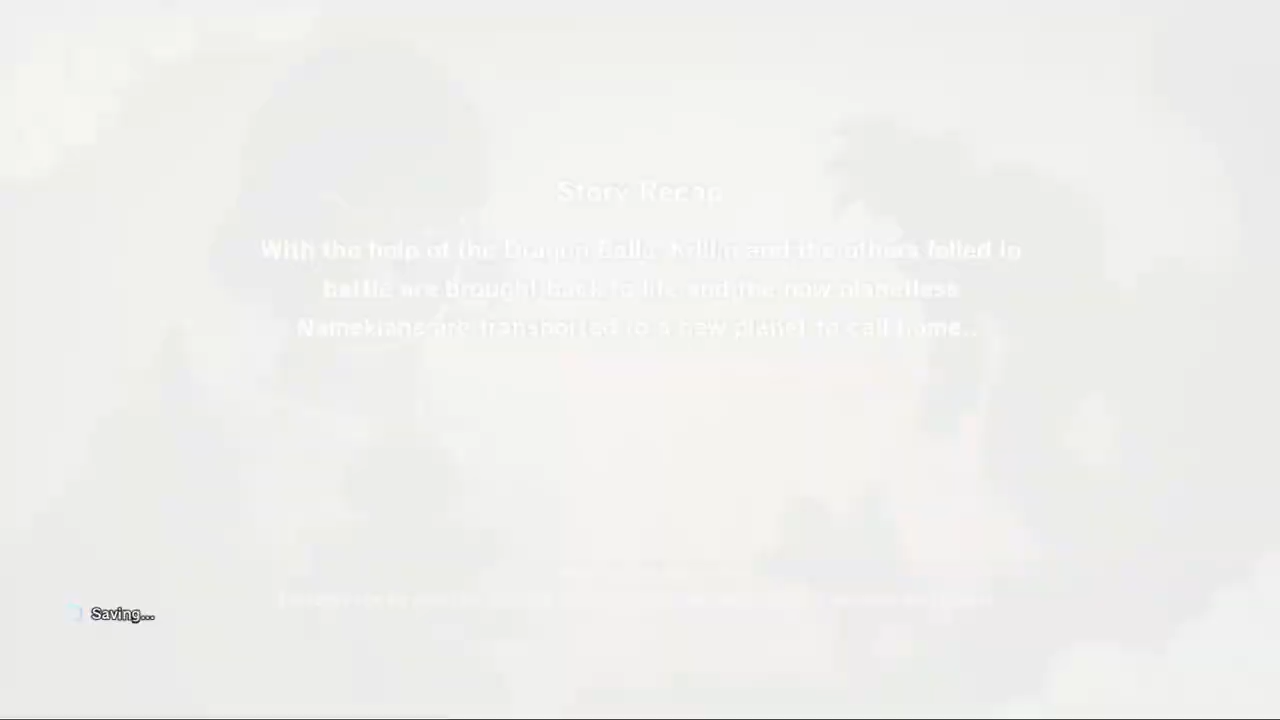 Story Recap
With the help of the Dragon Balls, Krillin and the others felled in
battle are brought back to life and the now planetless
Namekians are transported to a new planet to call home...
Saving...